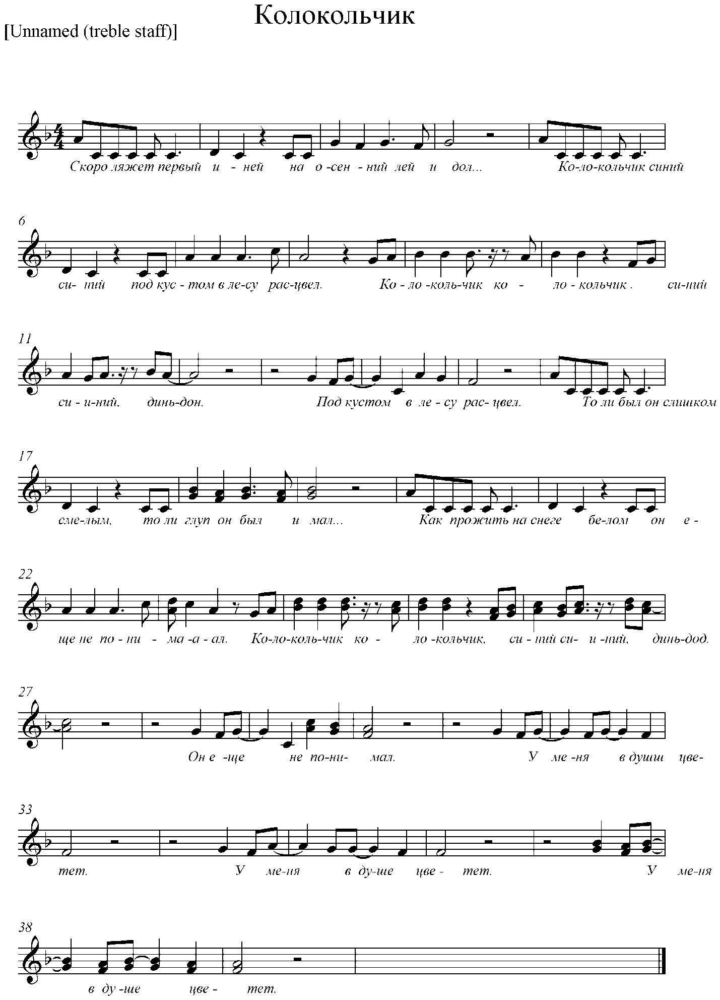 Колокольчик
[Unnamed (treble staff)]
4
4
Скоро ляжет первый и - ней на о -сен - ний лей и дол... Ко-ло-кольчик синий
6
си- ний под кус - том в ле-су рас-цвел. Ко - ло -коль-чик ко - ло - кольчик . си-ний
11
си - и-ний, динь-дон. Под кустом в ле - су рас- цвел. То ли был он слишком
17
сме-лым, то ли глуп он был и мал... Как прожить на снеге бе-лом он е -
22
ще не по - ни - ма -а - ал. Ко-ло-коль-чик ко - ло -кольчик, си - ний си- и -ний, динь-дод.
27
Он е -ще не по-ни- мал. У ме -ня в душш цве-
33
тет. У ме-ня в ду-ше цве - тет. У ме-ня
38
в ду -ше цве - тет.